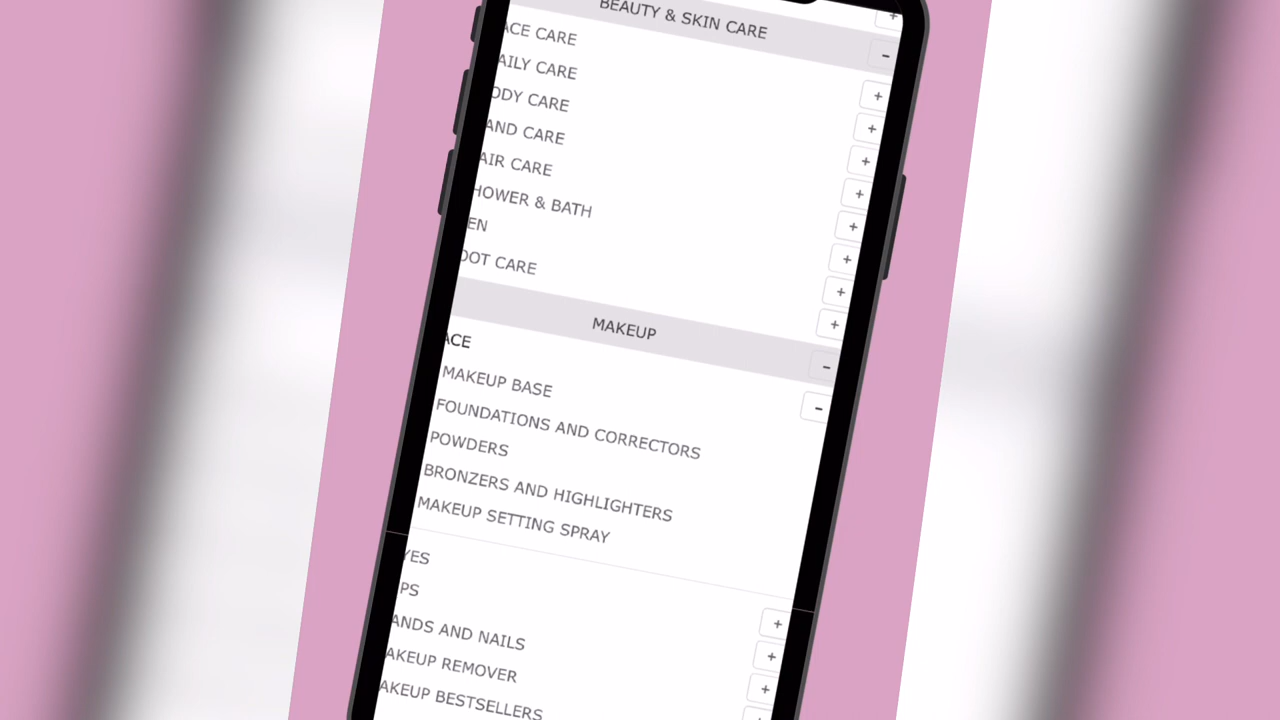 BEAUTY & SKIN CARE
ACE CARE
AILY CARE
ODY CARE
AND CARE
AIR CARE
HOWER & BATH
EN
OOT CARE
MAKEUP
ACE
MAKEUP BASE
FOUNDATIONS AND CORRECTORS
POWDERS
BRONZERS AND HIGHLIGHTERS
MAKEUP SETTING SPRAY
YES
PS
ANDS AND NAILS
AKEUP REMOVER
AKEUP BESTSELLERS